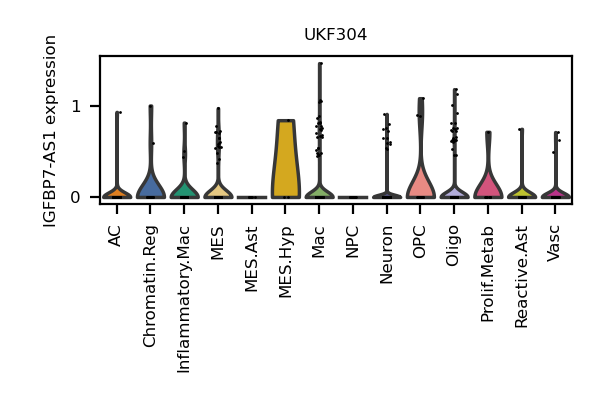 UKF304
IGFBP7-AS1 expression
1
0
AC
Chromatin.Reg
Inflammatory.Mac
MES
MES.Ast
MES.Hyp
Mac
NPC
Neuron
OPC
Oligo
Prolif.Metab
Reactive.Ast
Vasc